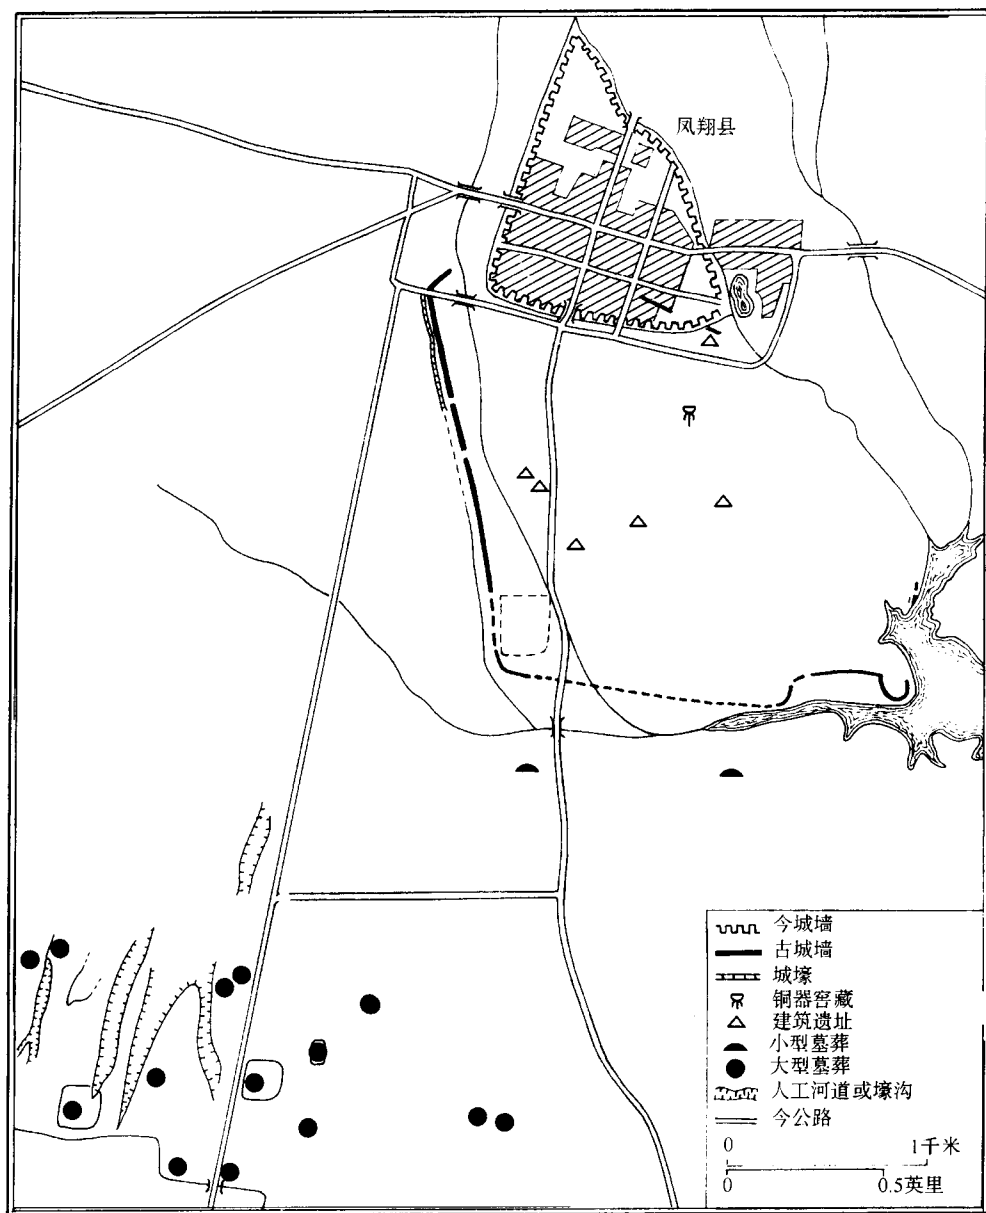 凤翔县
今城墙
古城墙
城壕
铜器窖藏
建筑遗址
小型墓葬
大型墓葬
人工河道或壕沟
今公路
0 1千米
0 0.5英里